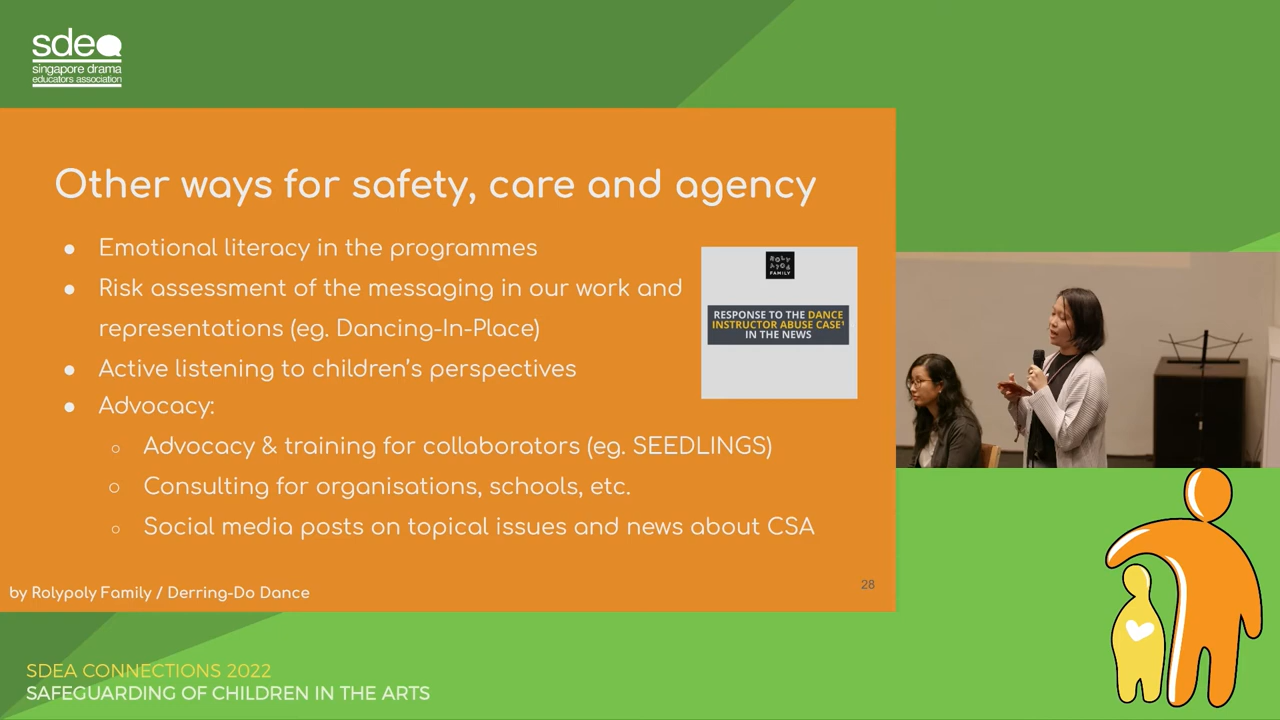 sdea
singapore drama
educators association
Other ways for safety, care and agency
● Emotional literacy in the programmes
● Risk assessment of the messaging in our work and
representations (eg. Dancing-In-Place)
● Active listening to children's perspectives
● Advocacy:
○ Advocacy & training for collaborators (eg. SEEDLINGS)
○ Consulting for organisations, schools, etc.
○ Social media posts on topical issues and news about CSA
ROLY
POLY
FAMILY
RESPONSE TO THE DANCE
INSTRUCTOR ABUSE CASE¹
IN THE NEWS
by Rolypoly Family / Derring-Do Dance
28
SDEA CONNECTIONS 2022
SAFEGUARDING OF CHILDREN IN THE ARTS